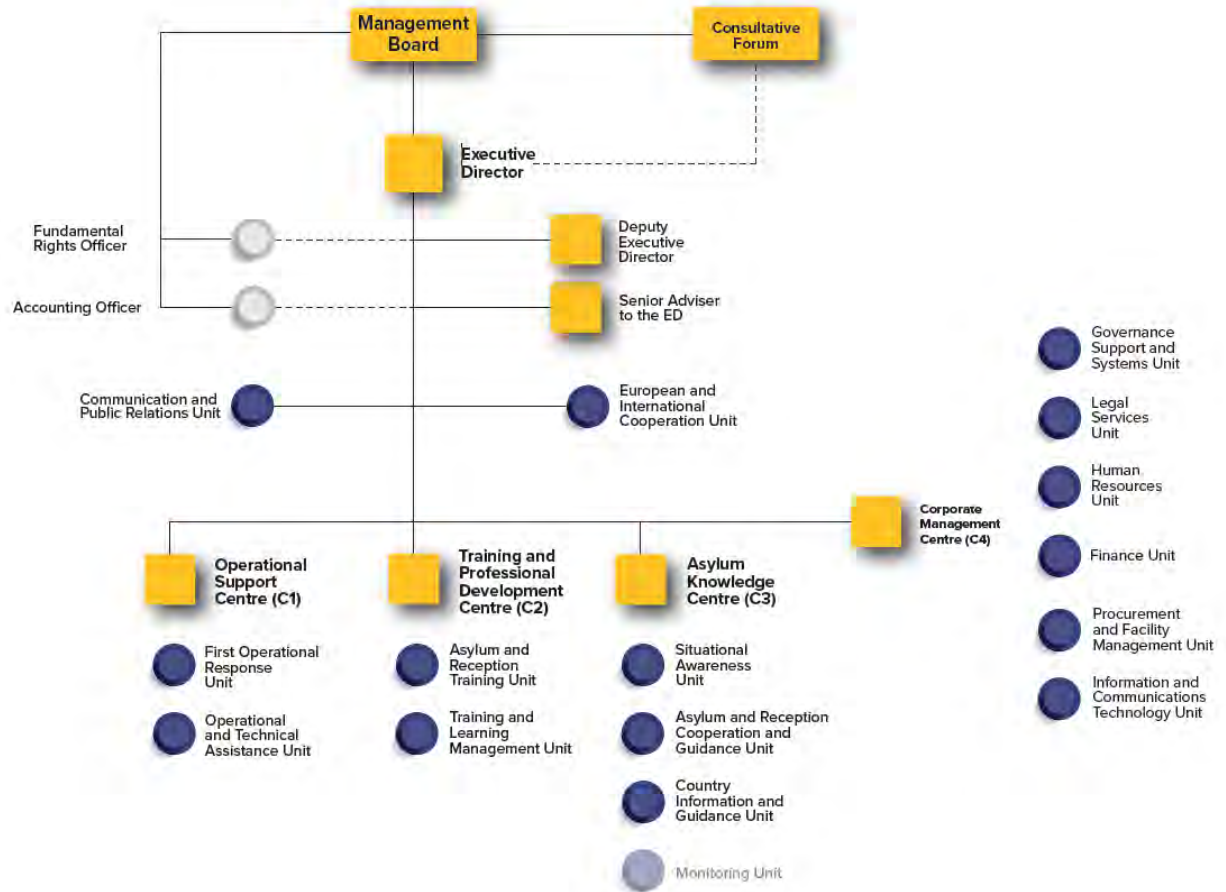 Management
Board
Consultative
Forum
Executive
Director
Fundamental
Rights Officer
Deputy
Executive
Director
Accounting Officer
Senior Adviser
to the ED
Communication and
Public Relations Unit
European and
International
Cooperation Unit
Governance
Support and
Systems Unit
Legal
Services
Unit
Human
Resources
Unit
Finance Unit
Procurement
and Facility
Management Unit
Information and
Communications
Technology Unit
Corporate
Management
Centre (C4)
Operational
Support
Centre (C1)
First Operational
Response
Unit
Operational
and Technical
Assistance Unit
Training and
Professional
Development
Centre (C2)
Asylum and
Reception
Training Unit
Training and
Learning
Management Unit
Asylum
Knowledge
Centre (C3)
Situational
Awareness
Unit
Asylum and Reception
Cooperation and
Guidance Unit
Country
Information and
Guidance Unit
Monitoring Unit